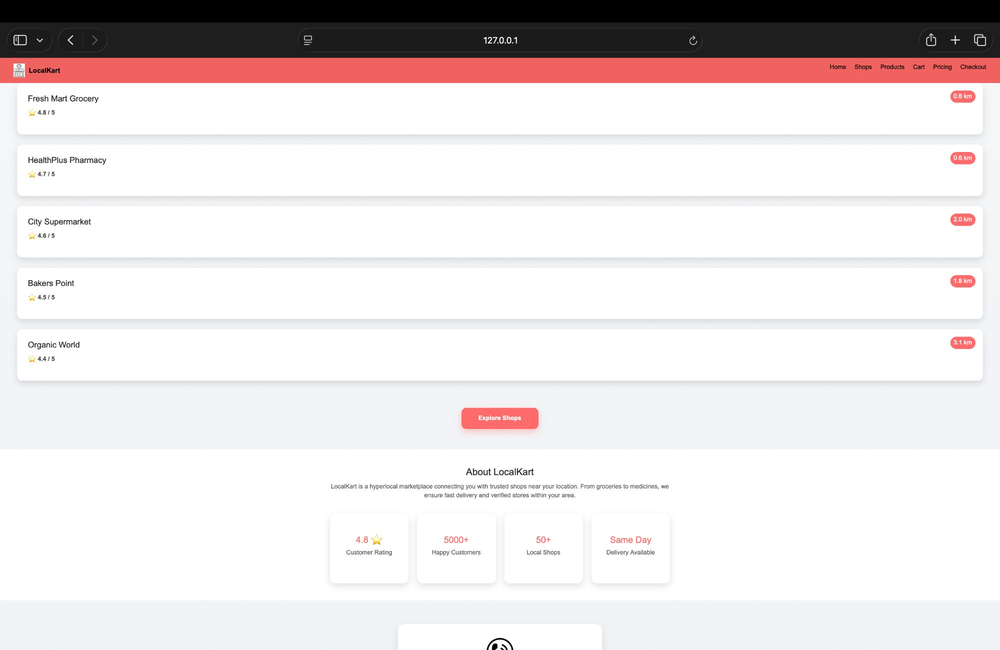 127.0.0.1
LocalKart
Home Shops Products Cart Pricing Checkout
Fresh Mart Grocery
0.8 km
⭐ 4.8 / 5
HealthPlus Pharmacy
0.6 km
⭐ 4.7 / 5
City Supermarket
2.0 km
⭐ 4.6 / 5
Bakers Point
1.8 km
⭐ 4.5 / 5
Organic World
3.1 km
⭐ 4.4 / 5
Explore Shops
About LocalKart
LocalKart is a hyperlocal marketplace connecting you with trusted shops near your location. From groceries to medicines, we
ensure fast delivery and verified stores within your area.
4.8 ⭐
Customer Rating
5000+
Happy Customers
50+
Local Shops
Same Day
Delivery Available